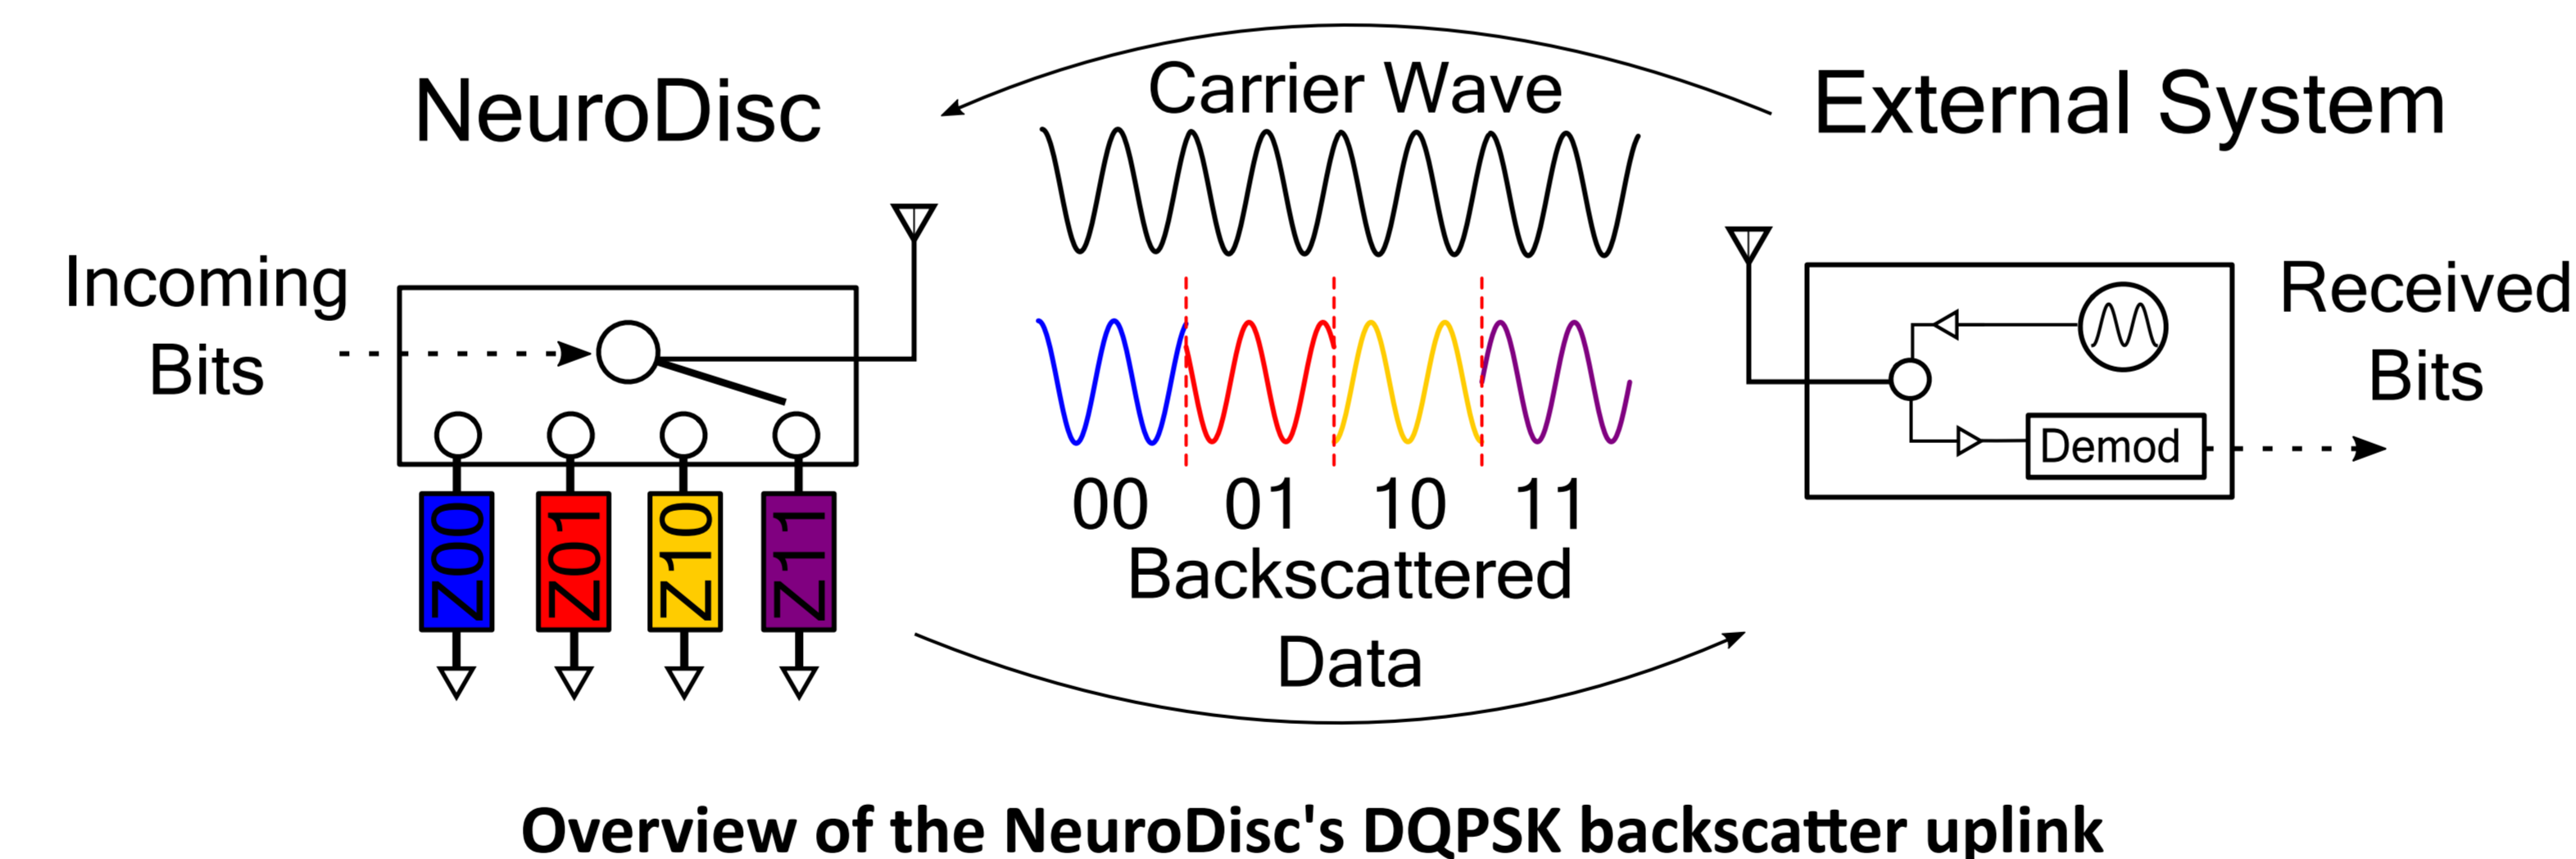 NeuroDisc
Carrier Wave
External System
Incoming
Bits
Z00
Z01
Z10
Z11
00 01 10 11
Backscattered
Data
Demod
Received
Bits
Overview of the NeuroDisc's DQPSK backscatter uplink